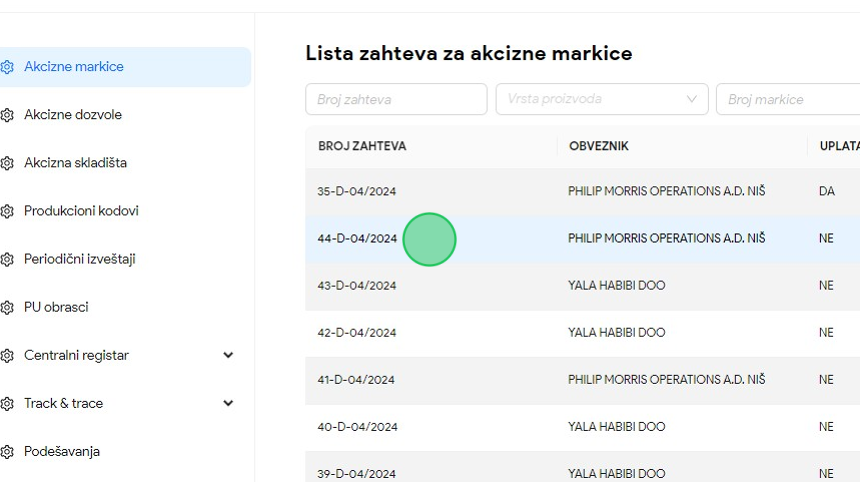 Akcizne markice
Akcizne dozvole
Akcizna skladišta
Produkcioni kodovi
Periodični izveštaji
PU obrasci
Centralni registar
Track & trace
Podešavanja
Lista zahteva za akcizne markice
Broj zahteva Vrsta proizvoda Broj markice
BROJ ZAHTEVA OBVEZNIK UPLATA
35-D-04/2024 PHILIP MORRIS OPERATIONS A.D. NIŠ DA
44-D-04/2024 PHILIP MORRIS OPERATIONS A.D. NIŠ NE
43-D-04/2024 YALA HABIBI DOO NE
42-D-04/2024 YALA HABIBI DOO NE
41-D-04/2024 PHILIP MORRIS OPERATIONS A.D. NIŠ NE
40-D-04/2024 YALA HABIBI DOO NE
39-D-04/2024 YALA HABIBI DOO NE